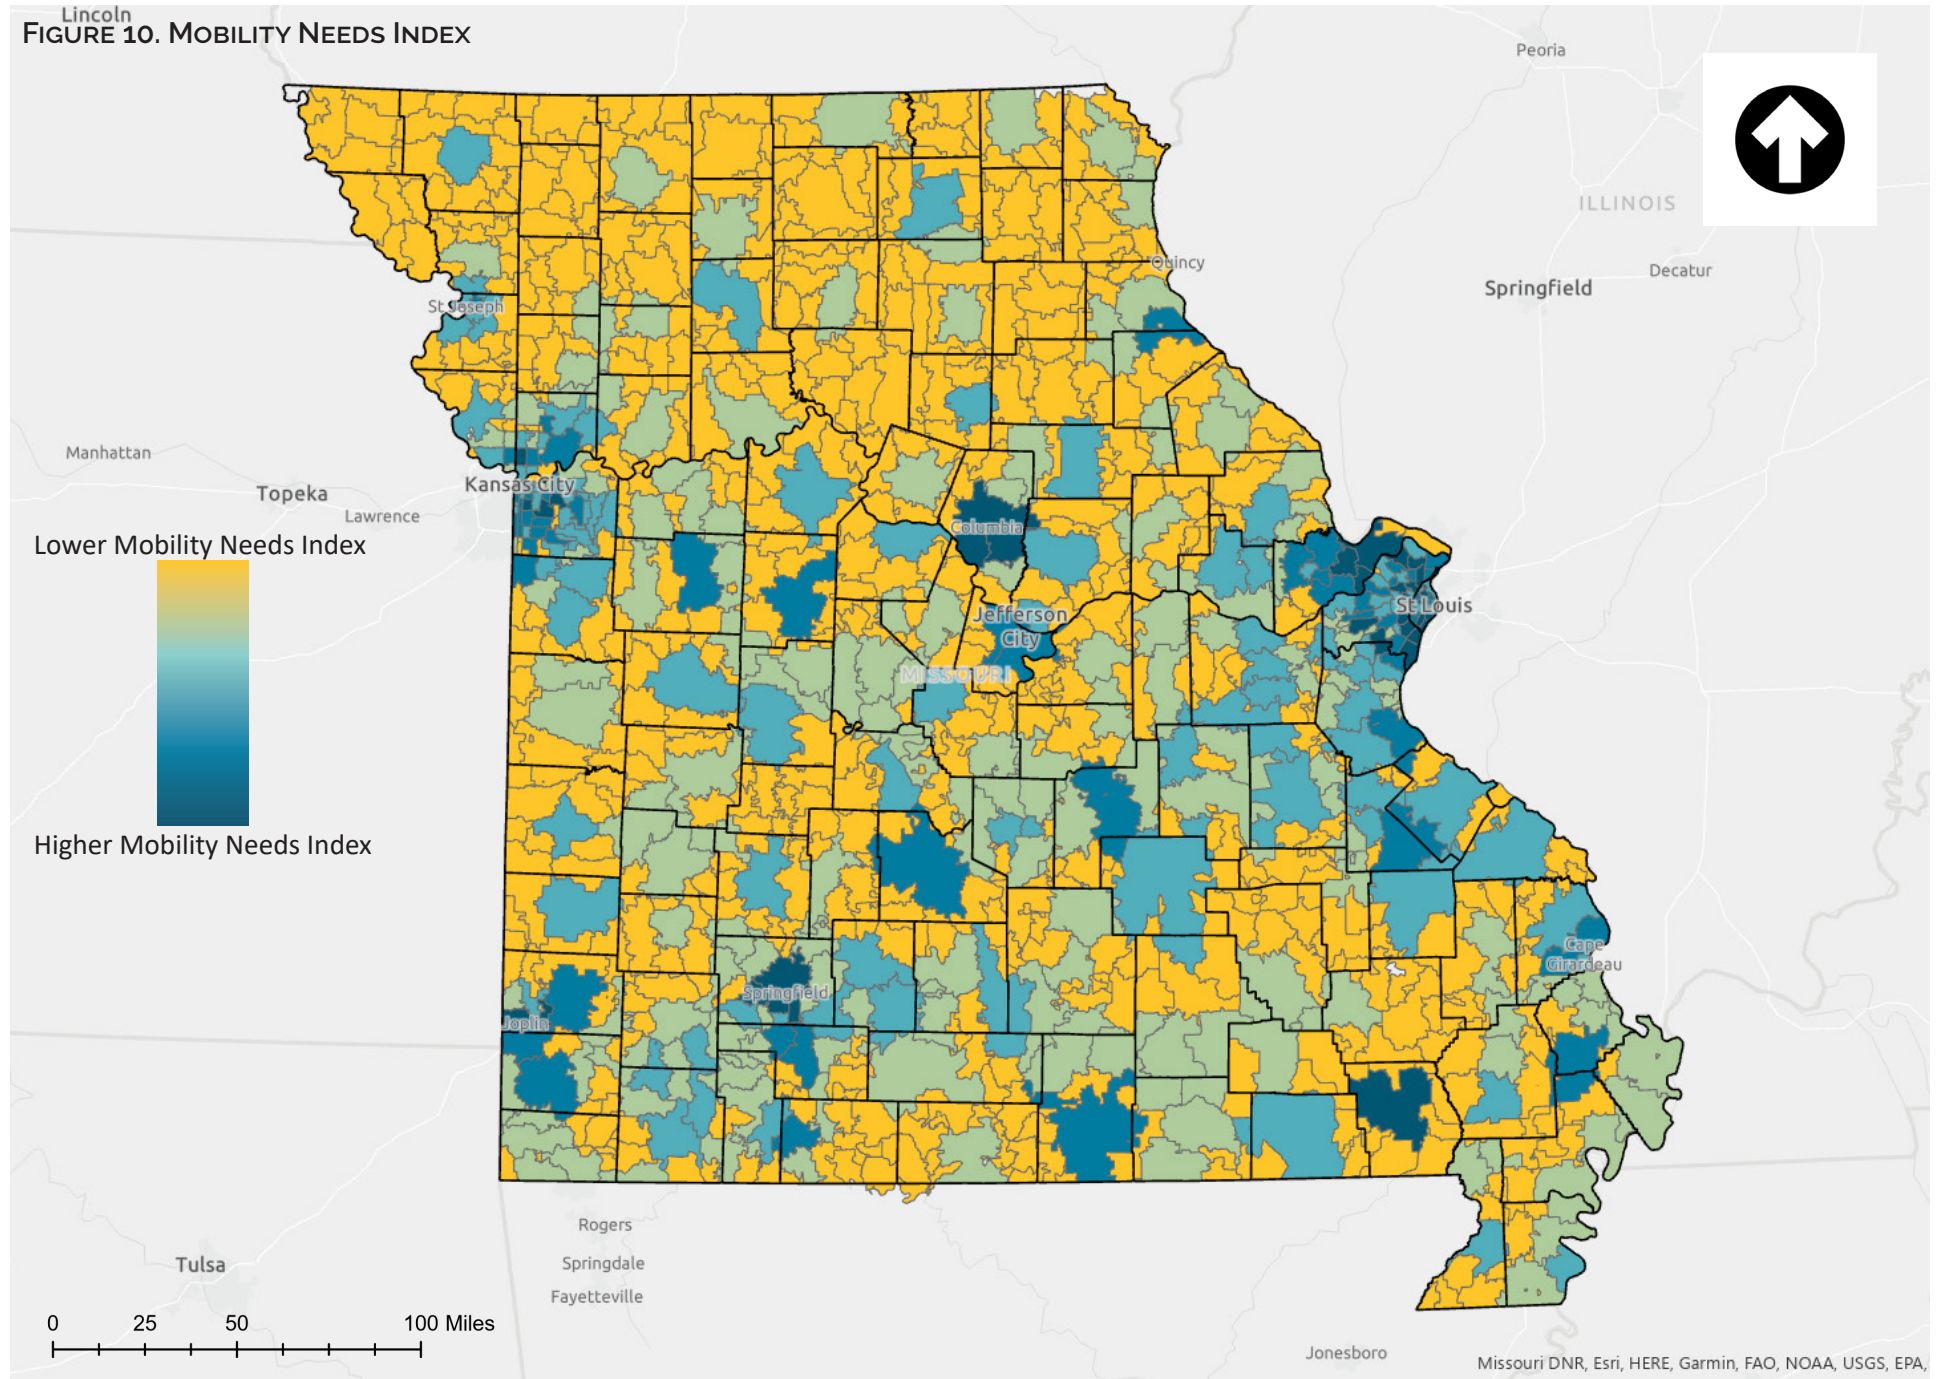 Lincoln
FIGURE 10. MOBILITY NEEDS INDEX
Peoria
ILLINOIS
Quincy
Decatur
Springfield
St Joseph
Manhattan
Topeka
Kansas City
Lawrence
Columbia
Lower Mobility Needs Index
St Louis
Jefferson
City
MISSOURI
Higher Mobility Needs Index
Cape
Girardeau
Springfield
Joplin
Rogers
Springdale
Tulsa
Fayetteville
0 25 50 100 Miles
Jonesboro
Missouri DNR, Esri, HERE, Garmin, FAO, NOAA, USGS, EPA,